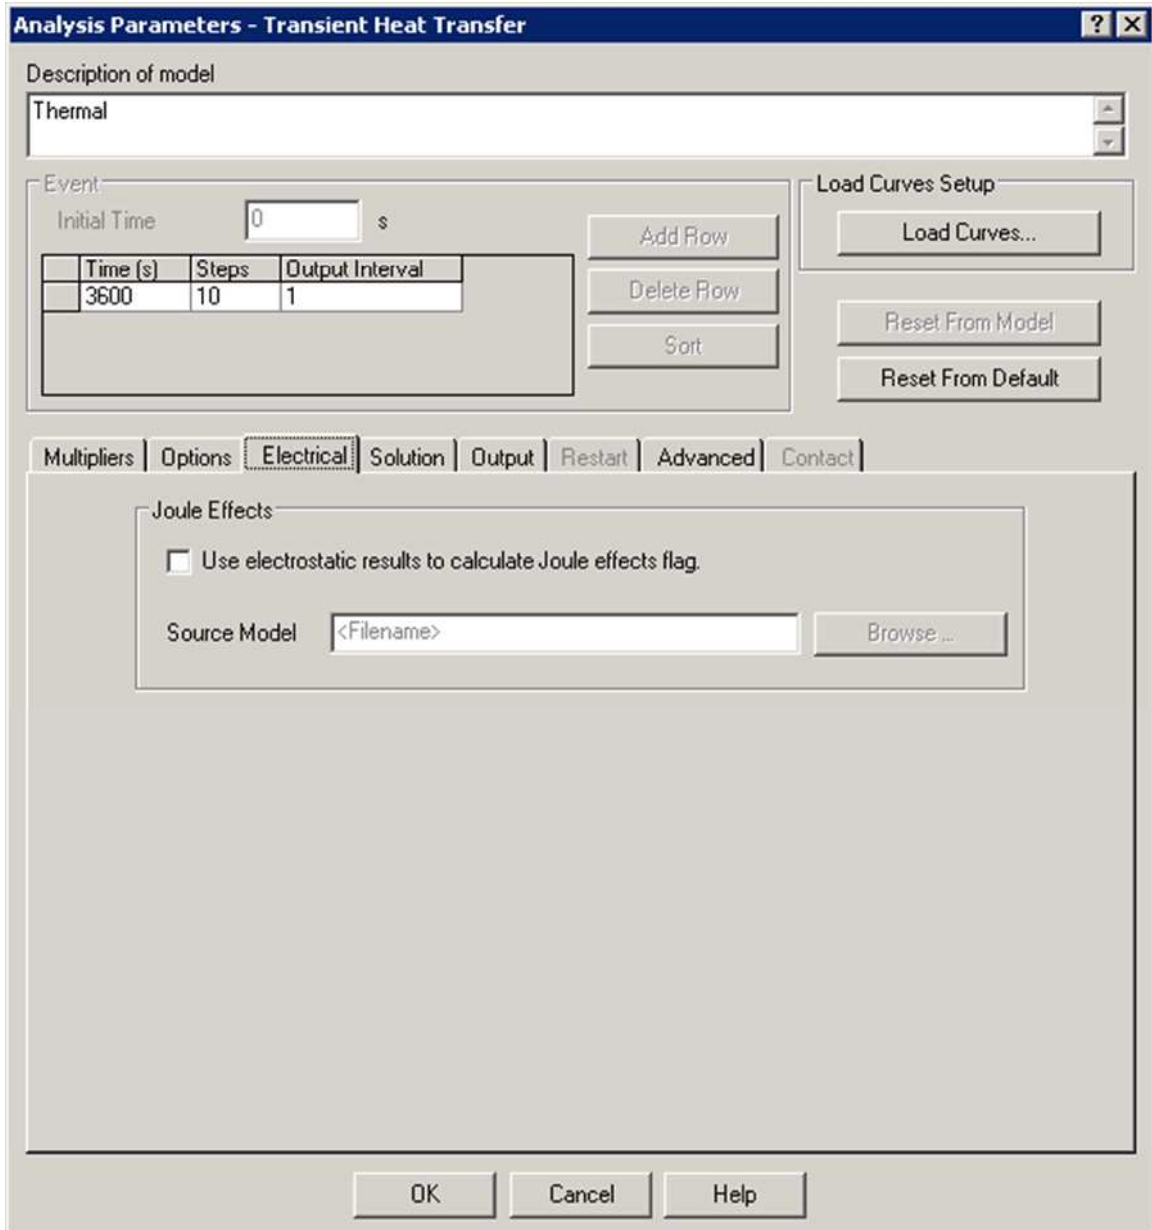 Analysis Parameters - Transient Heat Transfer
Description of model
Thermal
Event
Initial Time 0 s
Time (s) Steps Output Interval
3600 10 1
Add Row
Delete Row
Sort
Load Curves Setup
Load Curves...
Reset From Model
Reset From Default
Multipliers Options Electrical Solution Output Restart Advanced Contact
Joule Effects
Use electrostatic results to calculate Joule effects flag.
Source Model <Filename> Browse ...
OK Cancel Help